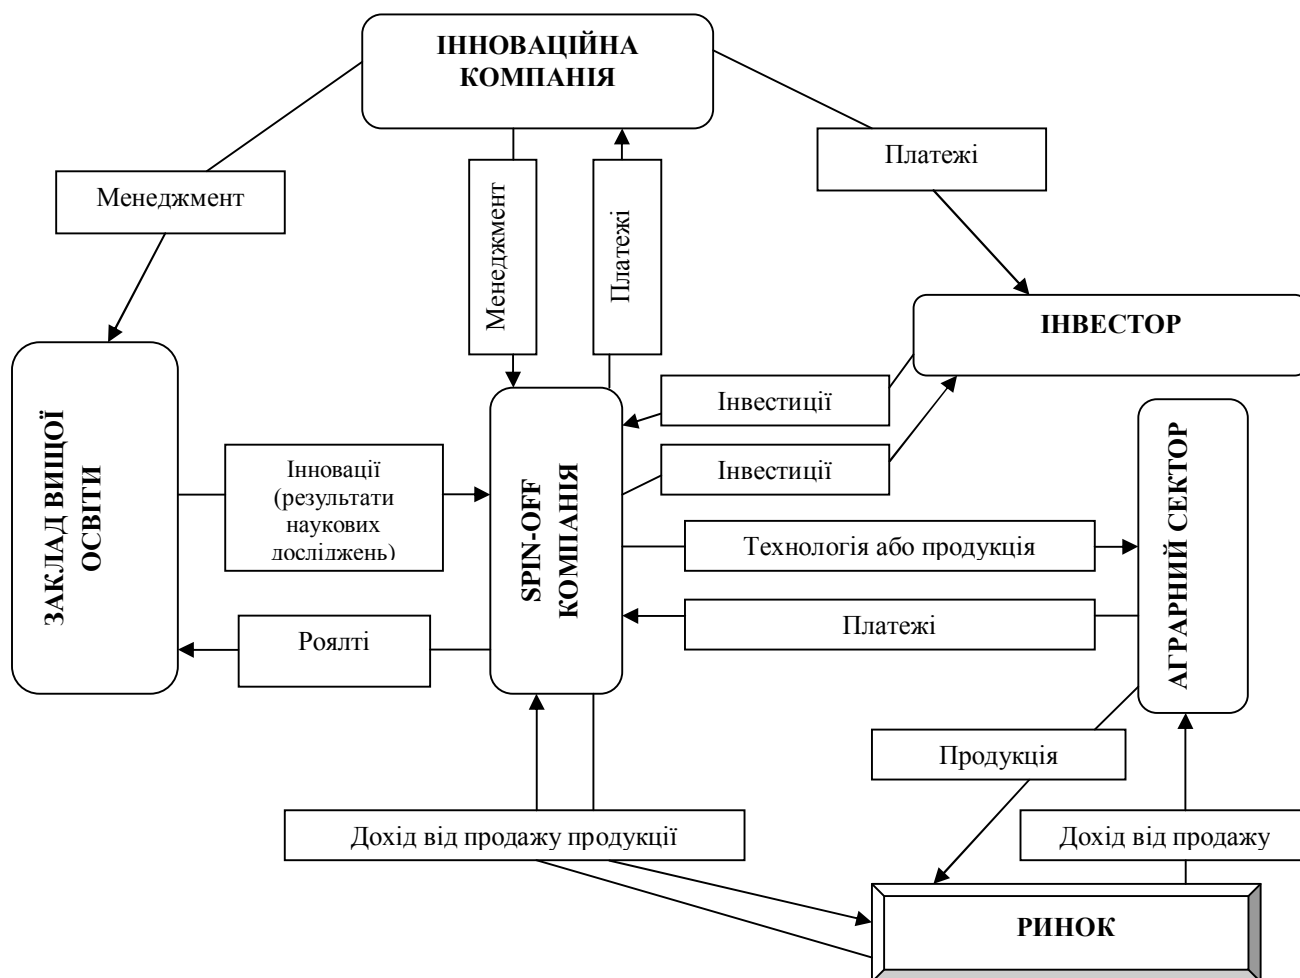 ІННОВАЦІЙНА
КОМПАНІЯ
Платежі
Менеджмент
Менеджмент
Платежі
ІНВЕСТОР
Інвестиції
Інвестиції
ЗАКЛАД ВИЩОЇ
ОСВІТИ
Інновації
(результати
наукових
досліджень)
SPIN-OFF
КОМПАНІЯ
Технологія або продукція
Платежі
АГРАРНИЙ СЕКТОР
Роялті
Продукція
Дохід від продажу продукції
Дохід від продажу
РИНОК